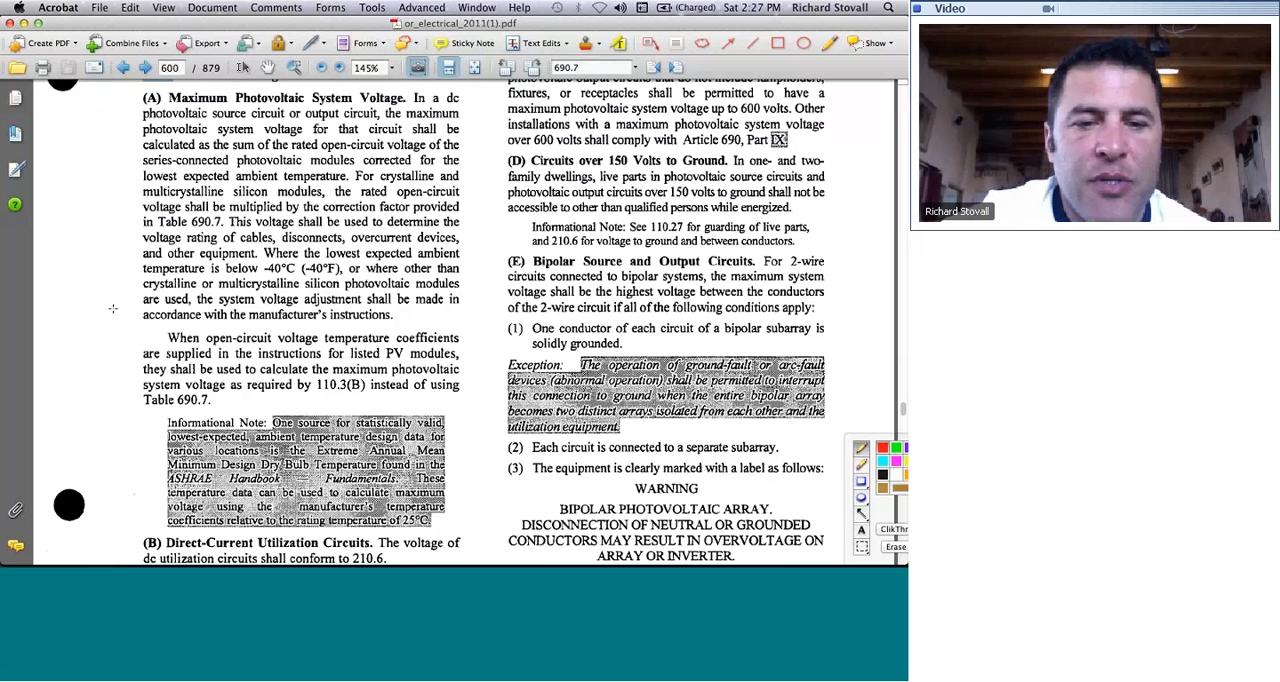 Acrobat File Edit View Document Comments Forms Tools Advanced Window Help (Charged) Sat 2:27 PM Richard Stovall
or_electrical_2011(1).pdf
Create PDF Combine Files Export Forms Sticky Note Text Edits Show
600 / 879 145% 690.7
(A) Maximum Photovoltaic System Voltage. In a dc
photovoltaic source circuit or output circuit, the maximum
photovoltaic system voltage for that circuit shall be
calculated as the sum of the rated open-circuit voltage of the
series-connected photovoltaic modules corrected for the
lowest expected ambient temperature. For crystalline and
multicrystalline silicon modules, the rated open-circuit
voltage shall be multiplied by the correction factor provided
in Table 690.7. This voltage shall be used to determine the
voltage rating of cables, disconnects, overcurrent devices,
and other equipment. Where the lowest expected ambient
temperature is below -40°C (-40°F), or where other than
crystalline or multicrystalline silicon photovoltaic modules
are used, the system voltage adjustment shall be made in
accordance with the manufacturer's instructions.
When open-circuit voltage temperature coefficients
are supplied in the instructions for listed PV modules,
they shall be used to calculate the maximum photovoltaic
system voltage as required by 110.3(B) instead of using
Table 690.7.
Informational Note: One source for statistically valid,
lowest-expected, ambient temperature design data for
various locations is the Extreme Annual Mean
Minimum Design Dry Bulb Temperature found in the
ASHRAE Handbook — Fundamentals. These
temperature data can be used to calculate maximum
voltage using the manufacturer's temperature
coefficients relative to the rating temperature of 25°C.
(B) Direct-Current Utilization Circuits. The voltage of
dc utilization circuits shall conform to 210.6.
photovoltaic output circuits that do not include lampholders,
fixtures, or receptacles shall be permitted to have a
maximum photovoltaic system voltage up to 600 volts. Other
installations with a maximum photovoltaic system voltage
over 600 volts shall comply with Article 690, Part IX.
(D) Circuits over 150 Volts to Ground. In one- and two-
family dwellings, live parts in photovoltaic source circuits and
photovoltaic output circuits over 150 volts to ground shall not be
accessible to other than qualified persons while energized.
Informational Note: See 110.27 for guarding of live parts,
and 210.6 for voltage to ground and between conductors.
(E) Bipolar Source and Output Circuits. For 2-wire
circuits connected to bipolar systems, the maximum system
voltage shall be the highest voltage between the conductors
of the 2-wire circuit if all of the following conditions apply:
(1) One conductor of each circuit of a bipolar subarray is
solidly grounded.
Exception: The operation of ground-fault or arc-fault
devices (abnormal operation) shall be permitted to interrupt
this connection to ground when the entire bipolar array
becomes two distinct arrays isolated from each other and the
utilization equipment.
(2) Each circuit is connected to a separate subarray.
(3) The equipment is clearly marked with a label as follows:
WARNING
BIPOLAR PHOTOVOLTAIC ARRAY.
DISCONNECTION OF NEUTRAL OR GROUNDED
CONDUCTORS MAY RESULT IN OVERVOLTAGE ON
ARRAY OR INVERTER.
A
ClikThr
Erase
Video
Richard Stovall